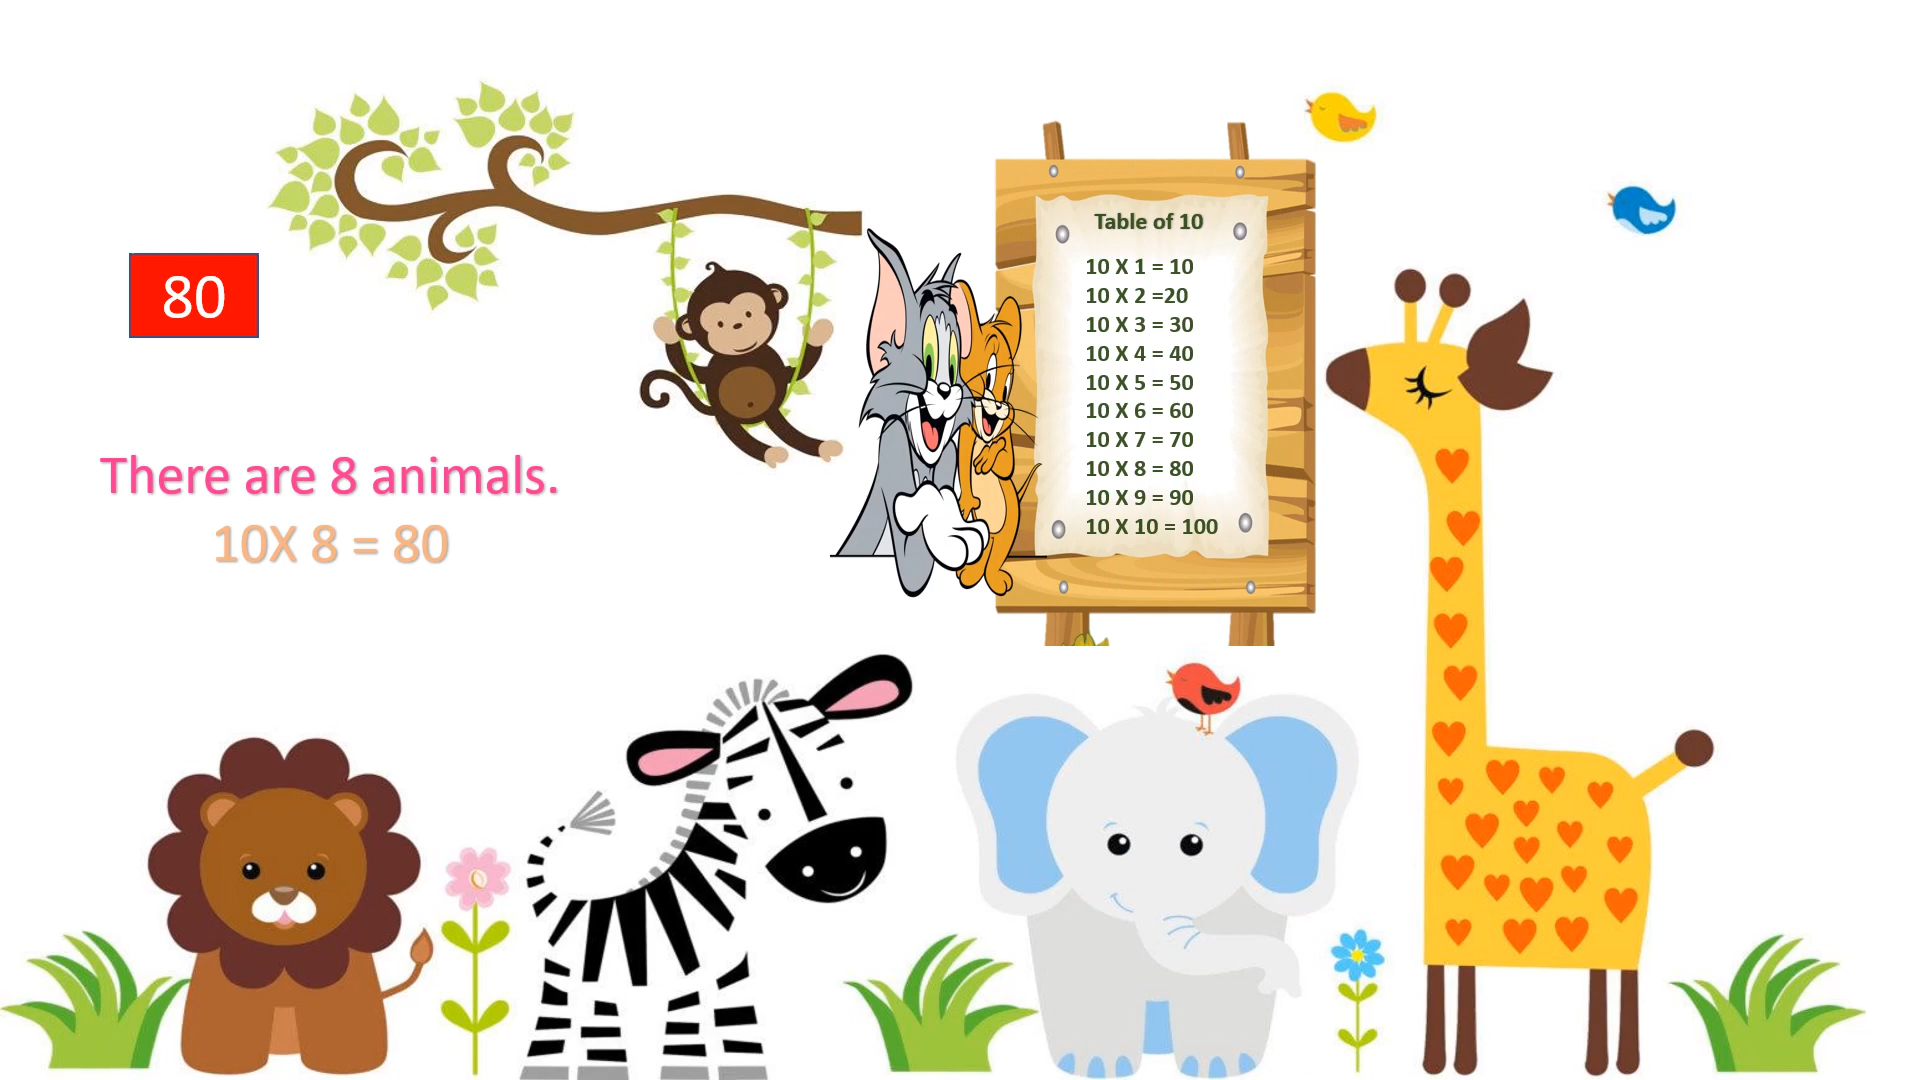 80
There are 8 animals.
10X 8 = 80
Table of 10
10 X 1 = 10
10 X 2 =20
10 X 3 = 30
10 X 4 = 40
10 X 5 = 50
10 X 6 = 60
10 X 7 = 70
10 X 8 = 80
10 X 9 = 90
10 X 10 = 100